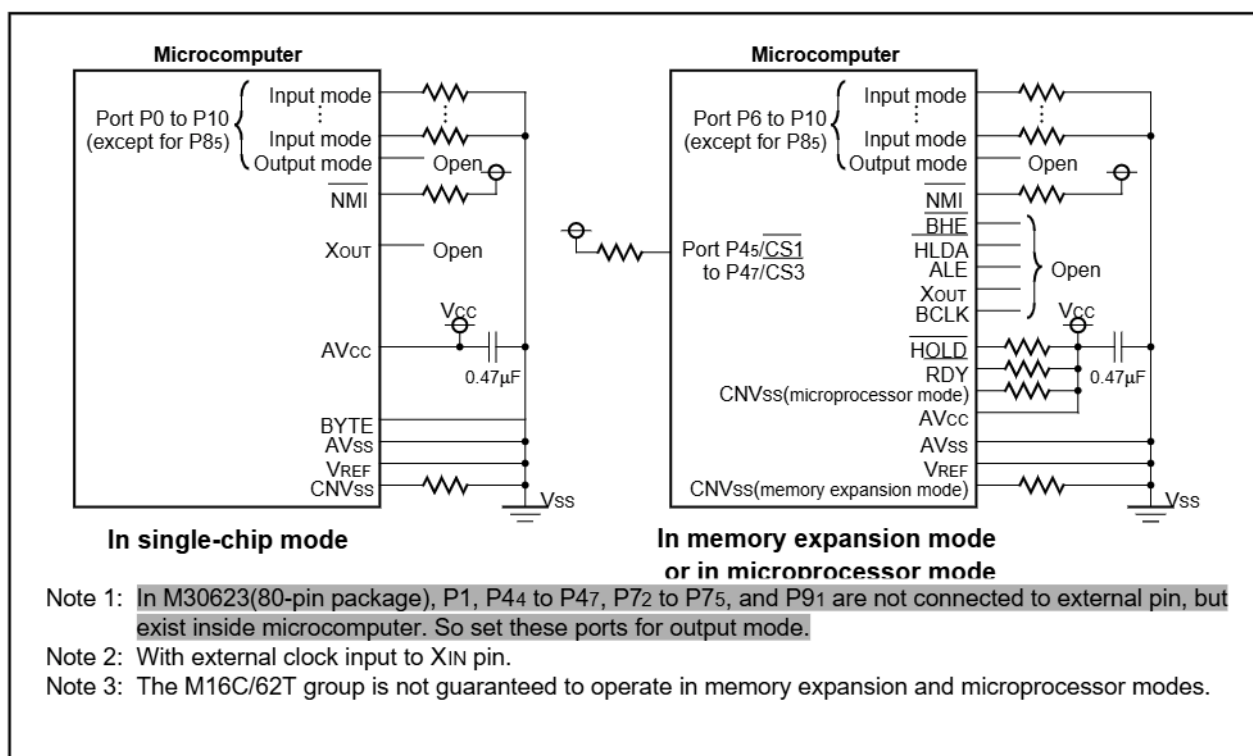 Microcomputer
Port P0 to P10
(except for P85)
Input mode
Input mode
Output mode
Open
NMI
XOUT
Open
VCC
AVCC
0.47µF
BYTE
AVSS
VREF
CNVSS
VSS
In single-chip mode
Microcomputer
Port P6 to P10
(except for P85)
Input mode
Input mode
Output mode
Open
NMI
BHE
HLDA
ALE
XOUT
BCLK
Open
Port P45/CS1
to P47/CS3
VCC
HOLD
RDY
CNVSS(microprocessor mode)
AVCC
0.47µF
AVSS
VREF
CNVSS(memory expansion mode)
VSS
In memory expansion mode
or in microprocessor mode
Note 1: In M30623(80-pin package), P1, P44 to P47, P72 to P75, and P91 are not connected to external pin, but
exist inside microcomputer. So set these ports for output mode.
Note 2: With external clock input to XIN pin.
Note 3: The M16C/62T group is not guaranteed to operate in memory expansion and microprocessor modes.